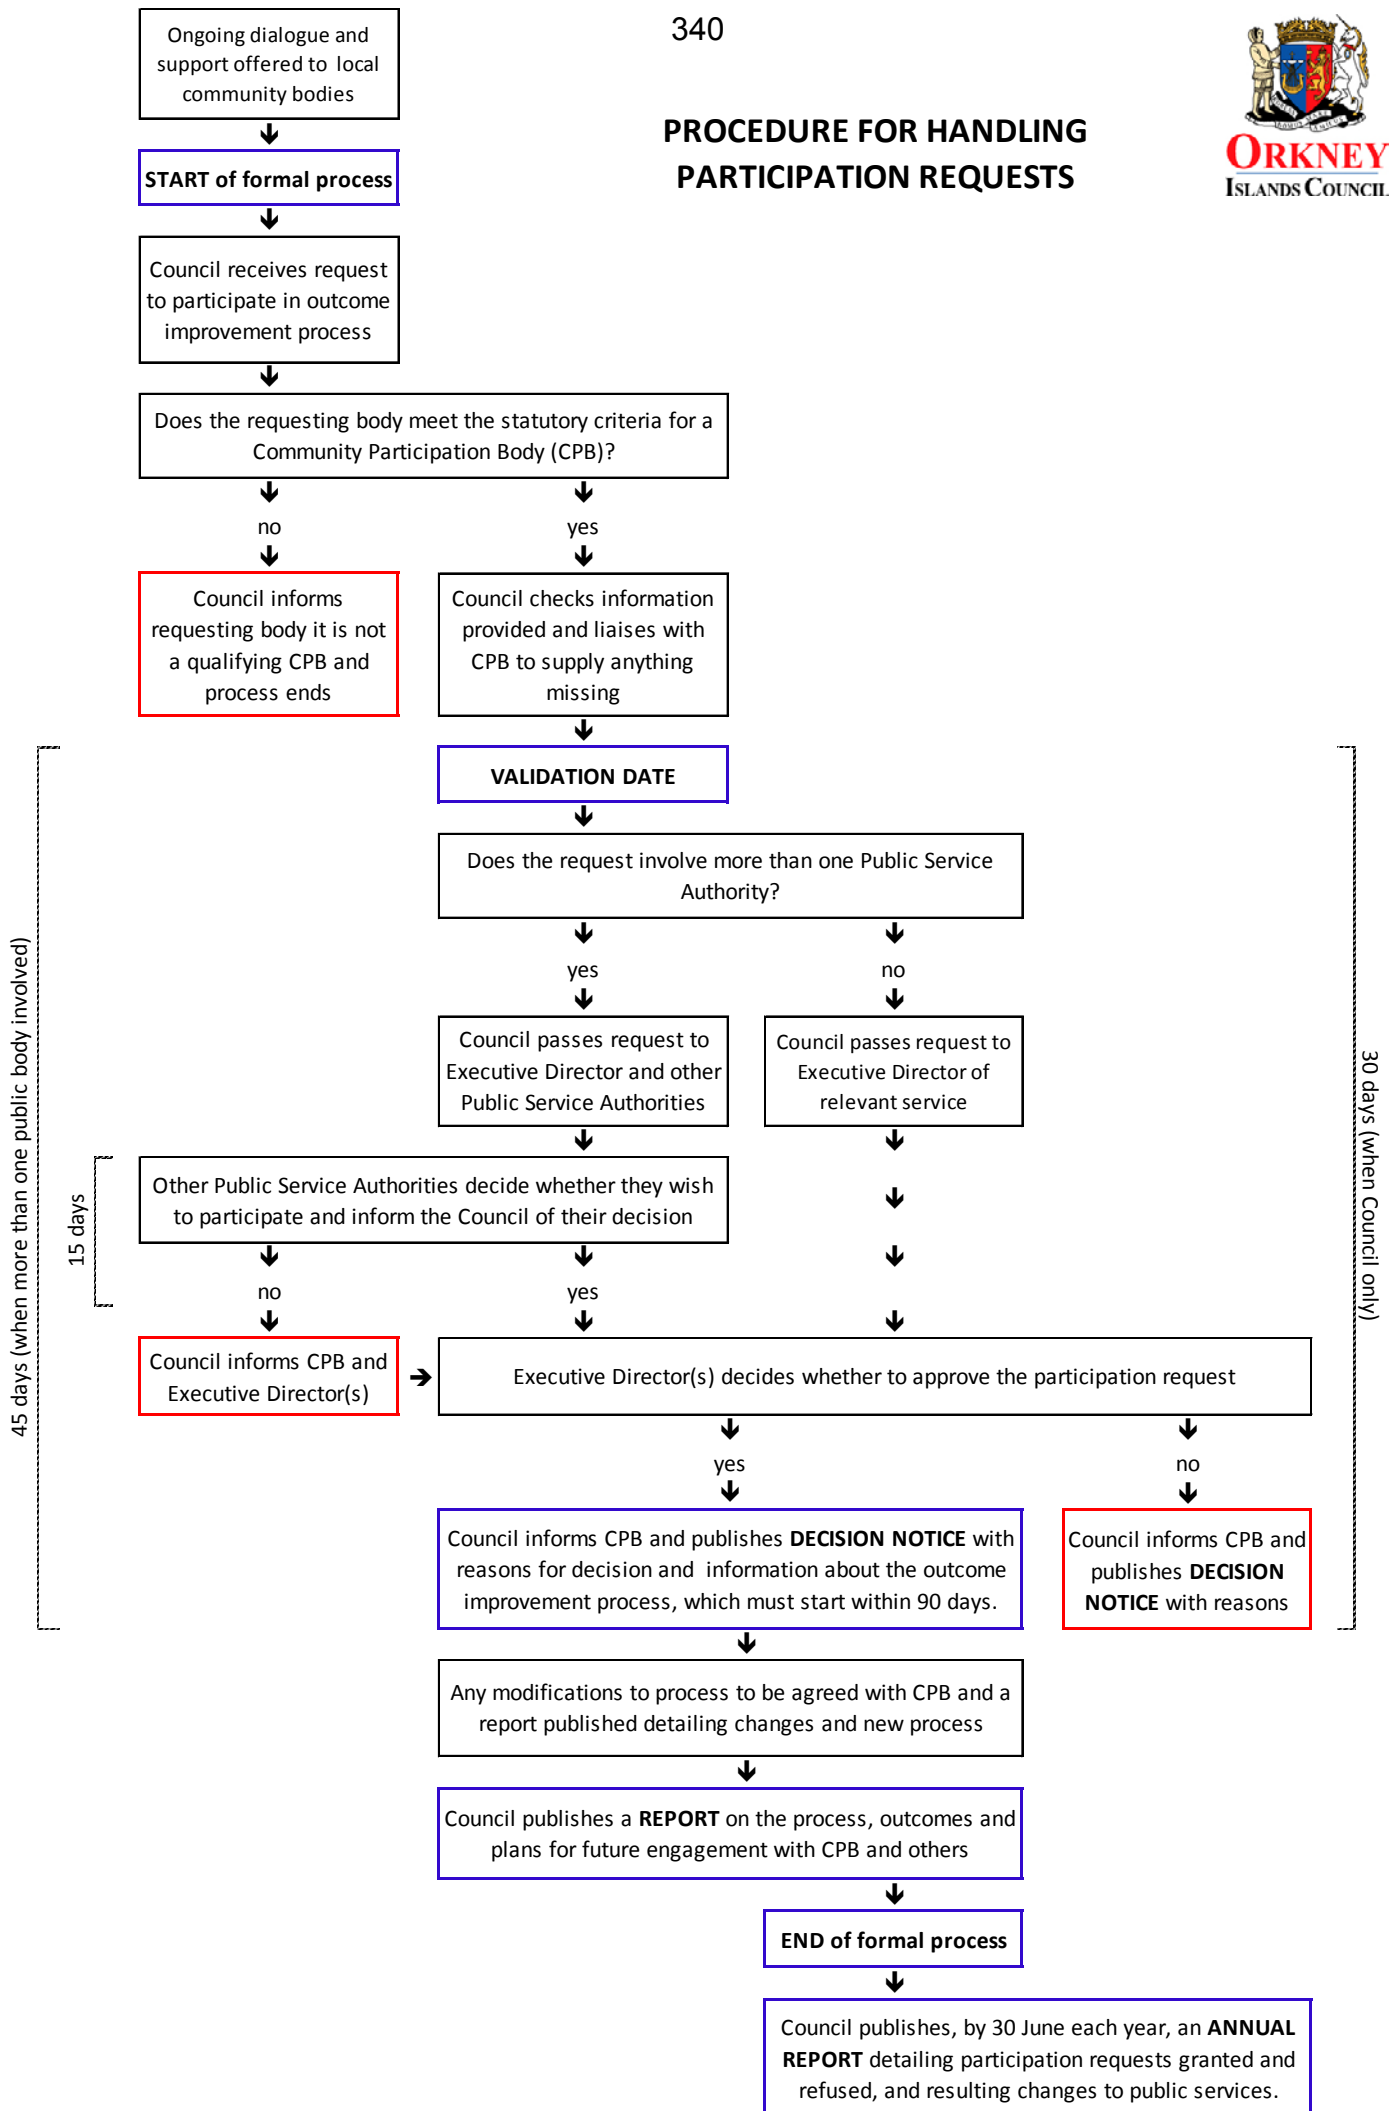 340
Ongoing dialogue and
support offered to local
community bodies
PROCEDURE FOR HANDLING
PARTICIPATION REQUESTS
ORKNEY
ISLANDS COUNCIL
START of formal process
Council receives request
to participate in outcome
improvement process
Does the requesting body meet the statutory criteria for a
Community Participation Body (CPB)?
no
yes
Council informs
requesting body it is not
a qualifying CPB and
process ends
Council checks information
provided and liaises with
CPB to supply anything
missing
VALIDATION DATE
Does the request involve more than one Public Service
Authority?
yes
no
Council passes request to
Executive Director and other
Public Service Authorities
Council passes request to
Executive Director of
relevant service
45 days (when more than one public body involved)
30 days (when Council only)
15 days
Other Public Service Authorities decide whether they wish
to participate and inform the Council of their decision
no
yes
Council informs CPB and
Executive Director(s)
Executive Director(s) decides whether to approve the participation request
yes
no
Council informs CPB and publishes DECISION NOTICE with
reasons for decision and information about the outcome
improvement process, which must start within 90 days.
Council informs CPB and
publishes DECISION
NOTICE with reasons
Any modifications to process to be agreed with CPB and a
report published detailing changes and new process
Council publishes a REPORT on the process, outcomes and
plans for future engagement with CPB and others
END of formal process
Council publishes, by 30 June each year, an ANNUAL
REPORT detailing participation requests granted and
refused, and resulting changes to public services.